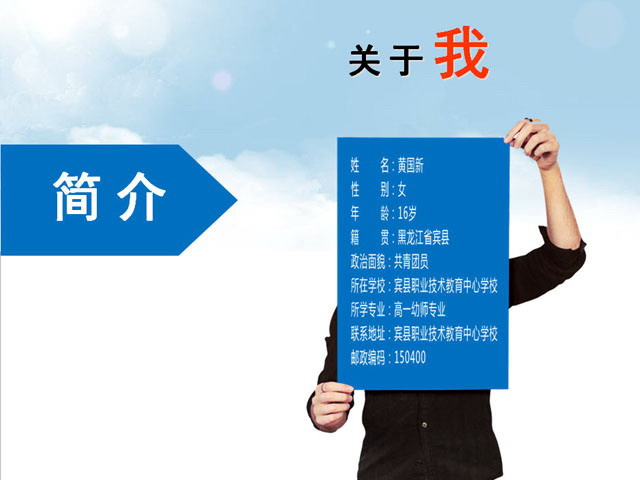 关于我
简介
姓 名：黄国新
性 别：女
年 龄：16岁
籍 贯：黑龙江省宾县
政治面貌：共青团员
所在学校：宾县职业技术教育中心学校
所学专业：高一幼师专业
联系地址：宾县职业技术教育中心学校
邮政编码：150400